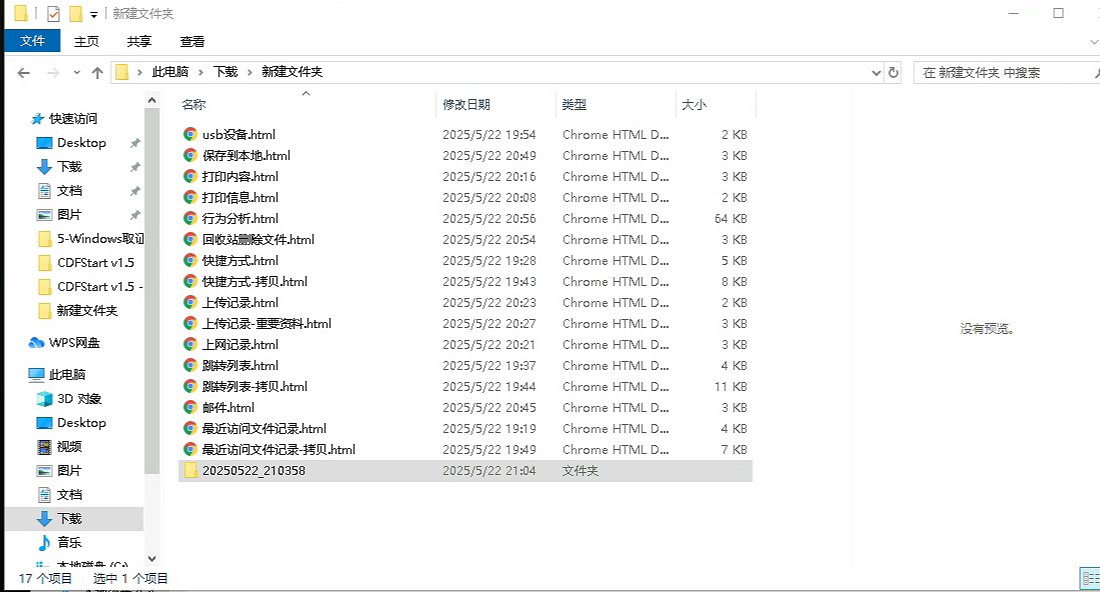 新建文件夹
文件 主页 共享 查看
此电脑 下载 新建文件夹 在 新建文件夹 中搜索
名称 修改日期 类型 大小
快速访问
Desktop
下载
文档
图片
5-Windows取证
CDFStart v1.5
CDFStart v1.5 -
新建文件夹
WPS网盘
此电脑
3D 对象
Desktop
视频
图片
文档
下载
音乐
本地磁盘 (C:)
usb设备.html 2025/5/22 19:54 Chrome HTML D... 2 KB
保存到本地.html 2025/5/22 20:49 Chrome HTML D... 3 KB
打印内容.html 2025/5/22 20:16 Chrome HTML D... 3 KB
打印信息.html 2025/5/22 20:08 Chrome HTML D... 2 KB
行为分析.html 2025/5/22 20:56 Chrome HTML D... 64 KB
回收站删除文件.html 2025/5/22 20:54 Chrome HTML D... 3 KB
快捷方式.html 2025/5/22 19:28 Chrome HTML D... 5 KB
快捷方式-拷贝.html 2025/5/22 19:43 Chrome HTML D... 8 KB
上传记录.html 2025/5/22 20:23 Chrome HTML D... 2 KB
上传记录-重要资料.html 2025/5/22 20:27 Chrome HTML D... 3 KB
上网记录.html 2025/5/22 20:21 Chrome HTML D... 3 KB
跳转列表.html 2025/5/22 19:37 Chrome HTML D... 4 KB
跳转列表-拷贝.html 2025/5/22 19:44 Chrome HTML D... 11 KB
邮件.html 2025/5/22 20:45 Chrome HTML D... 3 KB
最近访问文件记录.html 2025/5/22 19:19 Chrome HTML D... 4 KB
最近访问文件记录-拷贝.html 2025/5/22 19:49 Chrome HTML D... 7 KB
20250522_210358 2025/5/22 21:04 文件夹
没有预览。
17 个项目 选中 1 个项目